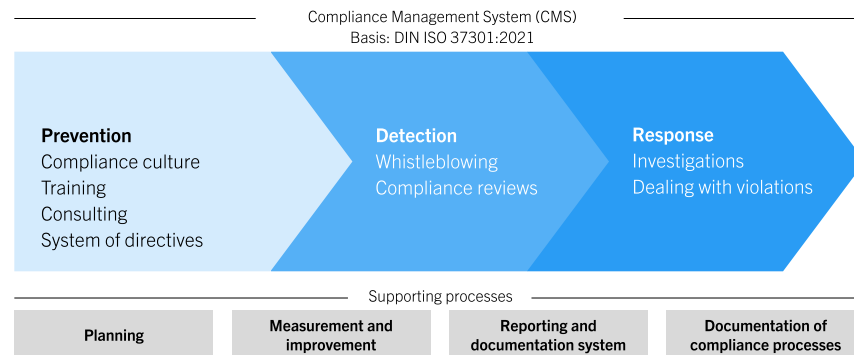 Compliance Management System (CMS)
Basis: DIN ISO 37301:2021
Prevention
Compliance culture
Training
Consulting
System of directives
Detection
Whistleblowing
Compliance reviews
Response
Investigations
Dealing with violations
Supporting processes
Planning
Measurement and
improvement
Reporting and
documentation system
Documentation of
compliance processes